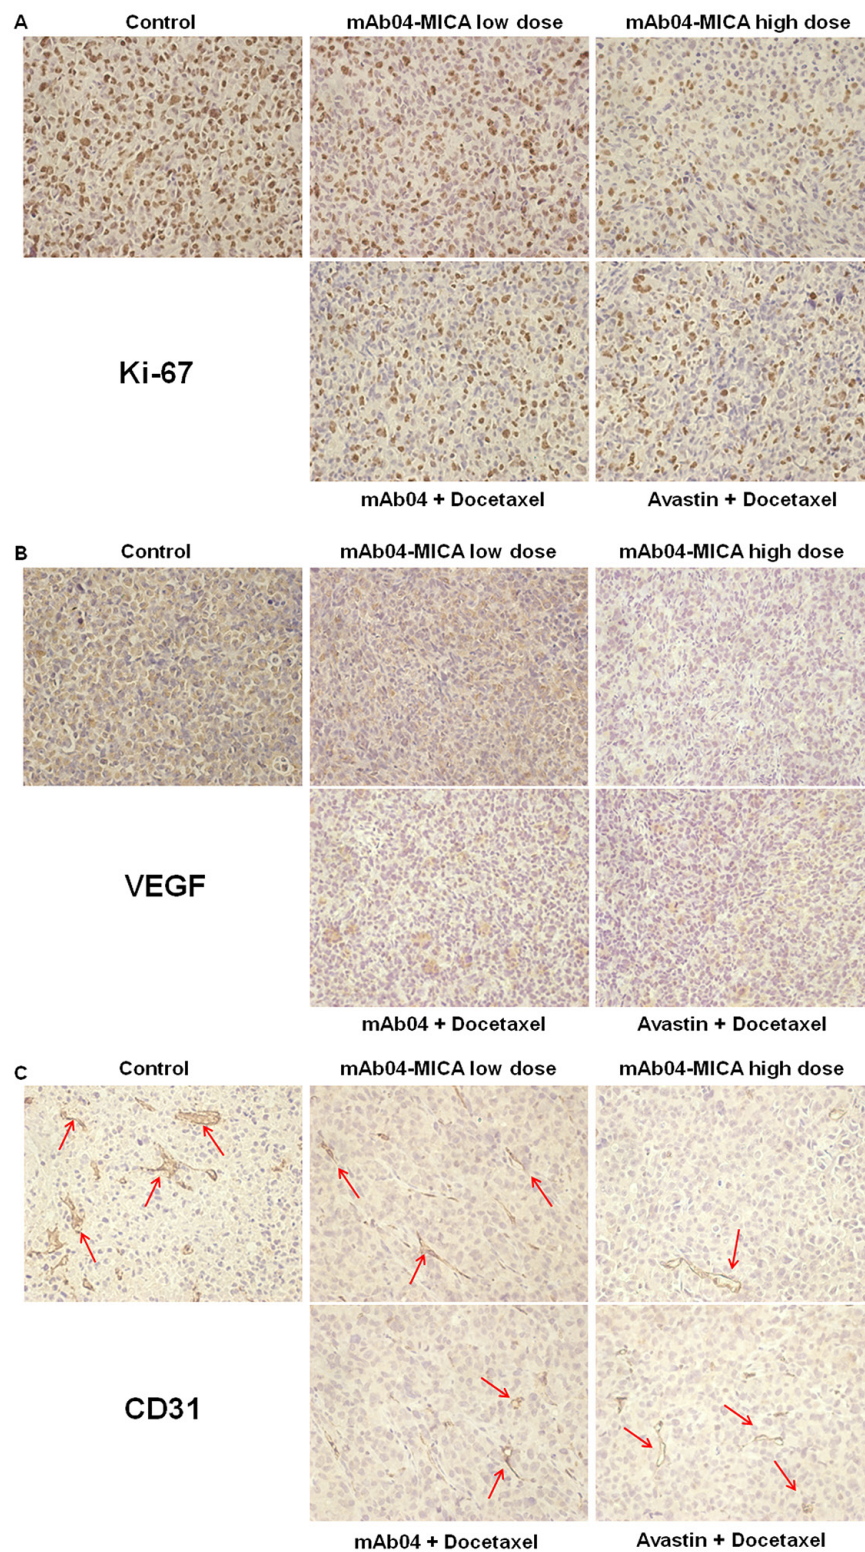 A
Control
mAb04-MICA low dose
mAb04-MICA high dose
Ki-67
mAb04 + Docetaxel
Avastin + Docetaxel
B
Control
mAb04-MICA low dose
mAb04-MICA high dose
VEGF
mAb04 + Docetaxel
Avastin + Docetaxel
C
Control
mAb04-MICA low dose
mAb04-MICA high dose
CD31
mAb04 + Docetaxel
Avastin + Docetaxel